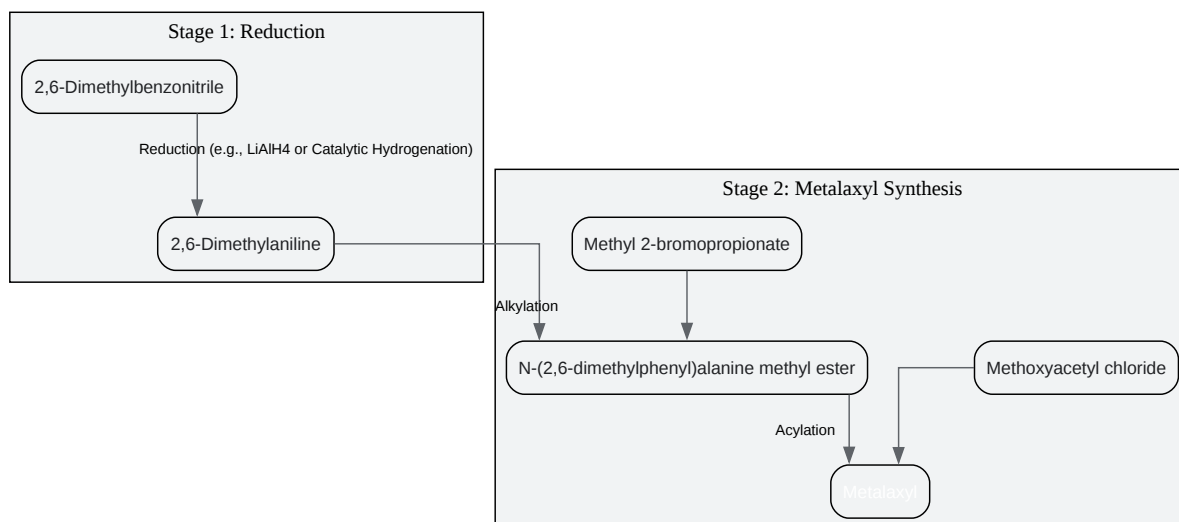 Stage 1: Reduction
2,6-Dimethylbenzonitrile
Reduction (e.g., LiAlH4 or Catalytic Hydrogenation)
2,6-Dimethylaniline
Stage 2: Metalaxyl Synthesis
Methyl 2-bromopropionate
Alkylation
N-(2,6-dimethylphenyl)alanine methyl ester
Methoxyacetyl chloride
Acylation
Metalaxyl